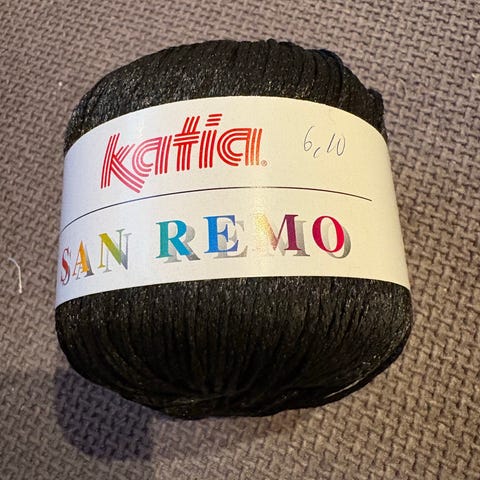 katia® 6,10
SAN REMO